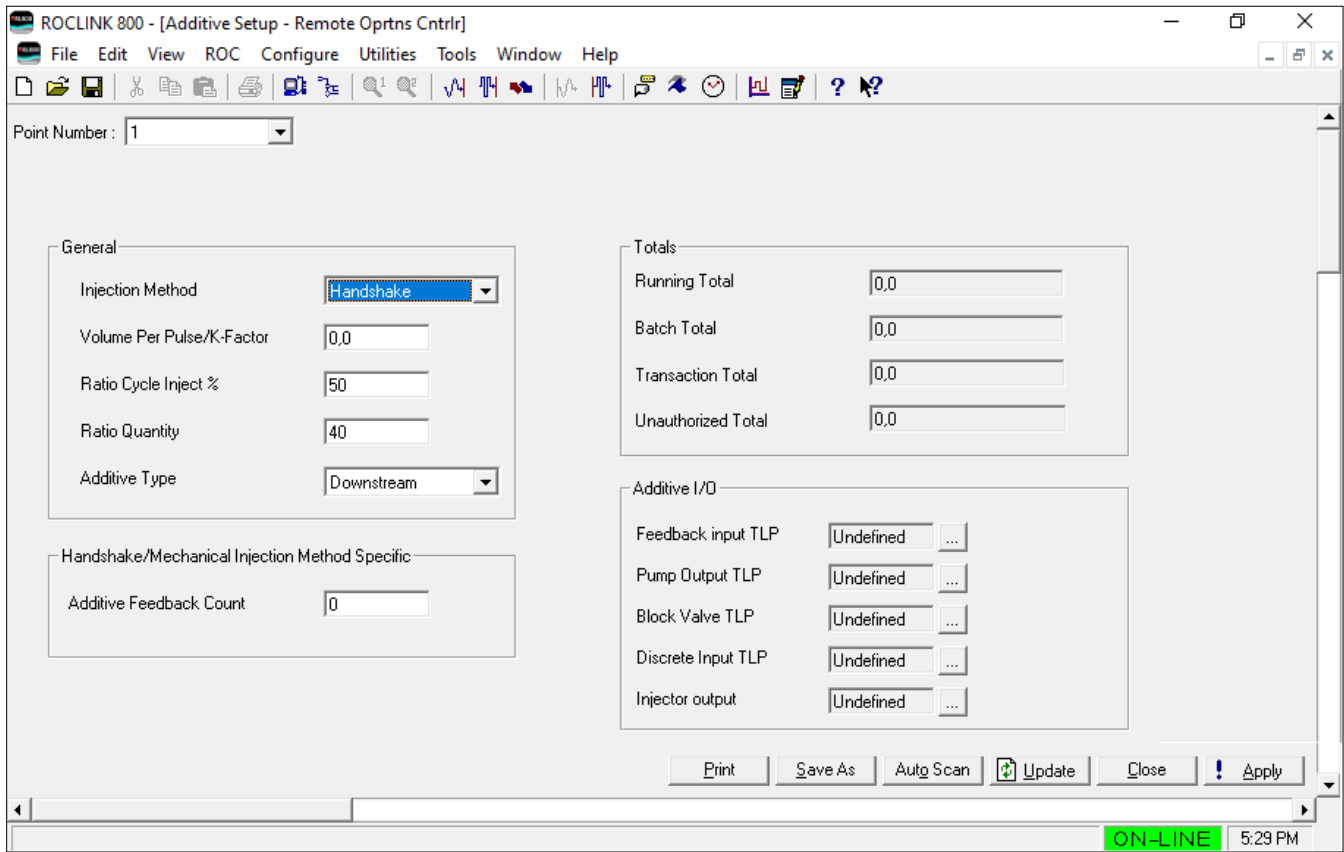 ROCLINK 800 - [Additive Setup - Remote Oprtns Cntrlr]
File Edit View ROC Configure Utilities Tools Window Help
Point Number : 1
General
Injection Method Handshake
Volume Per Pulse/K-Factor 0,0
Ratio Cycle Inject % 50
Ratio Quantity 40
Additive Type Downstream
Handshake/Mechanical Injection Method Specific
Additive Feedback Count 0
Totals
Running Total 0,0
Batch Total 0,0
Transaction Total 0,0
Unauthorized Total 0,0
Additive I/O
Feedback input TLP Undefined ...
Pump Output TLP Undefined ...
Block Valve TLP Undefined ...
Discrete Input TLP Undefined ...
Injector output Undefined ...
Print Save As Auto Scan Update Close ! Apply
ON-LINE 5:29 PM